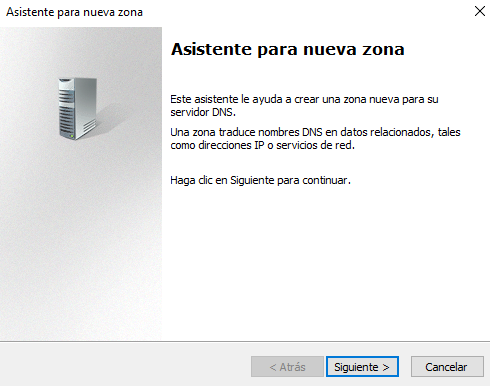 Asistente para nueva zona
Asistente para nueva zona
Este asistente le ayuda a crear una zona nueva para su
servidor DNS.
Una zona traduce nombres DNS en datos relacionados, tales
como direcciones IP o servicios de red.
Haga clic en Siguiente para continuar.
< Atrás
Siguiente >
Cancelar